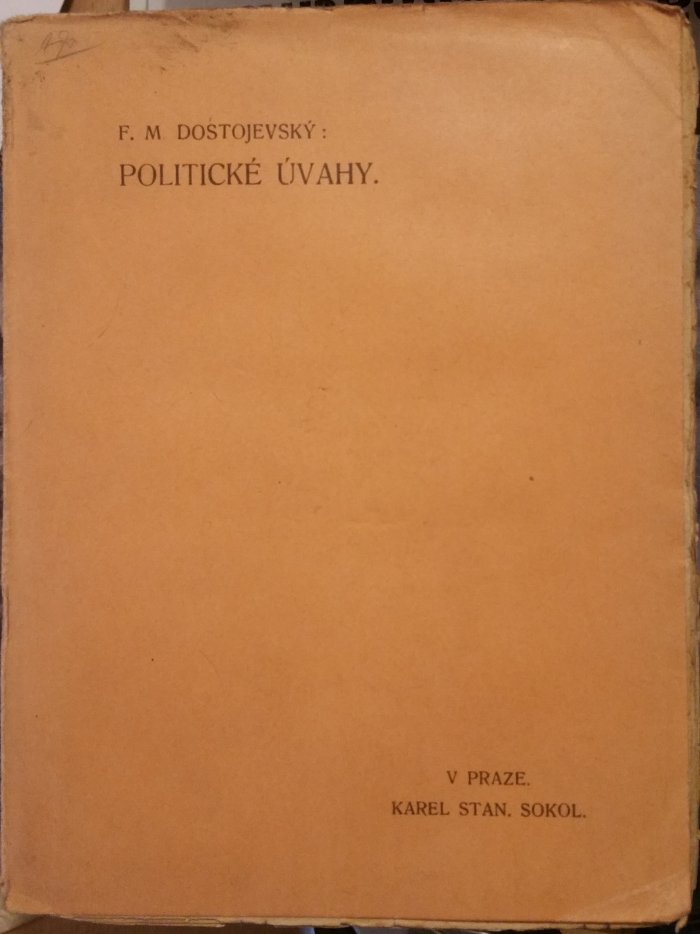 F. M DOSTOJEVSKÝ:
POLITICKÉ ÚVAHY.
V PRAZE.
KAREL STAN. SOKOL.